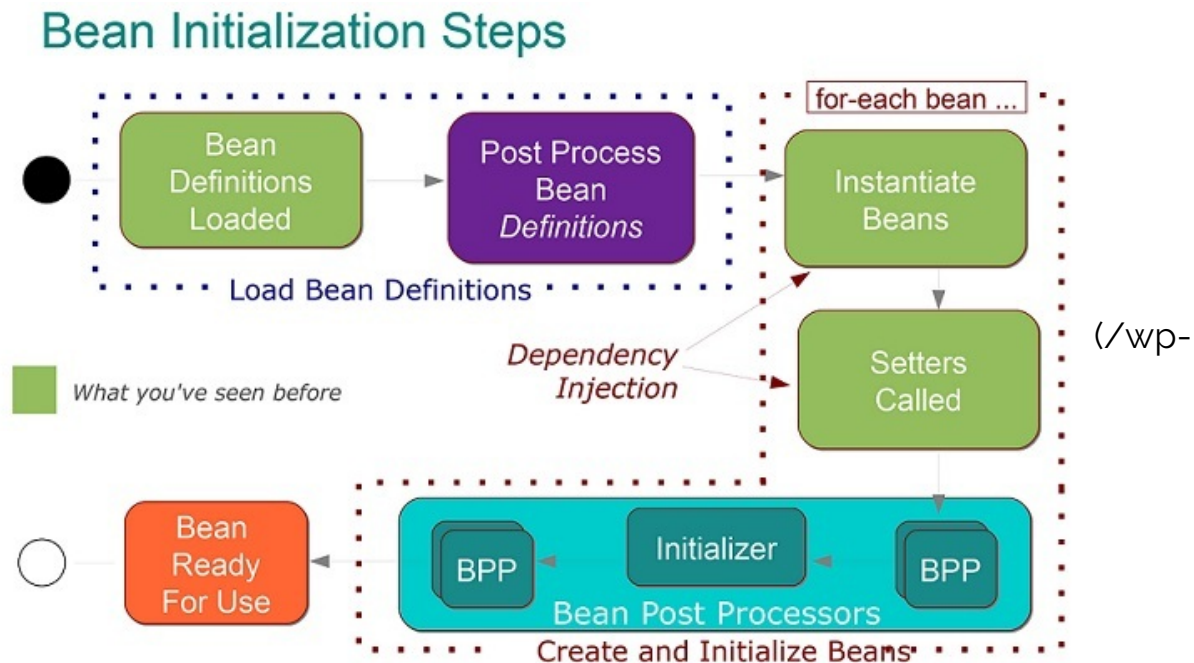 Bean Initialization Steps
for-each bean ...
Bean
Definitions
Loaded
Post Process
Bean
Definitions
Instantiate
Beans
Load Bean Definitions
Dependency
Injection
Setters
Called
(/wp-
What you've seen before
Bean
Ready
For Use
BPP
Initializer
BPP
Bean Post Processors
Create and Initialize Beans